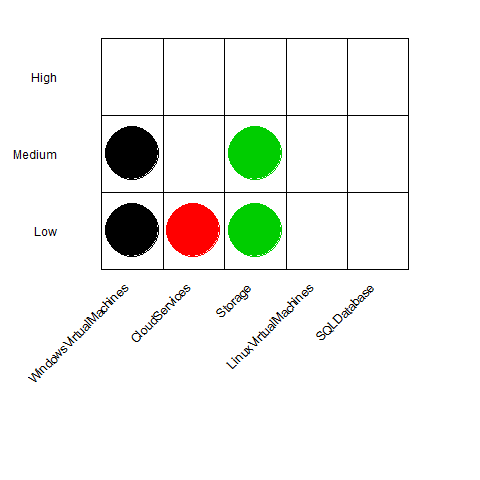 High
Medium
Low
WindowsVirtualMachines
CloudServices
Storage
LinuxVirtualMachines
SQLDatabase